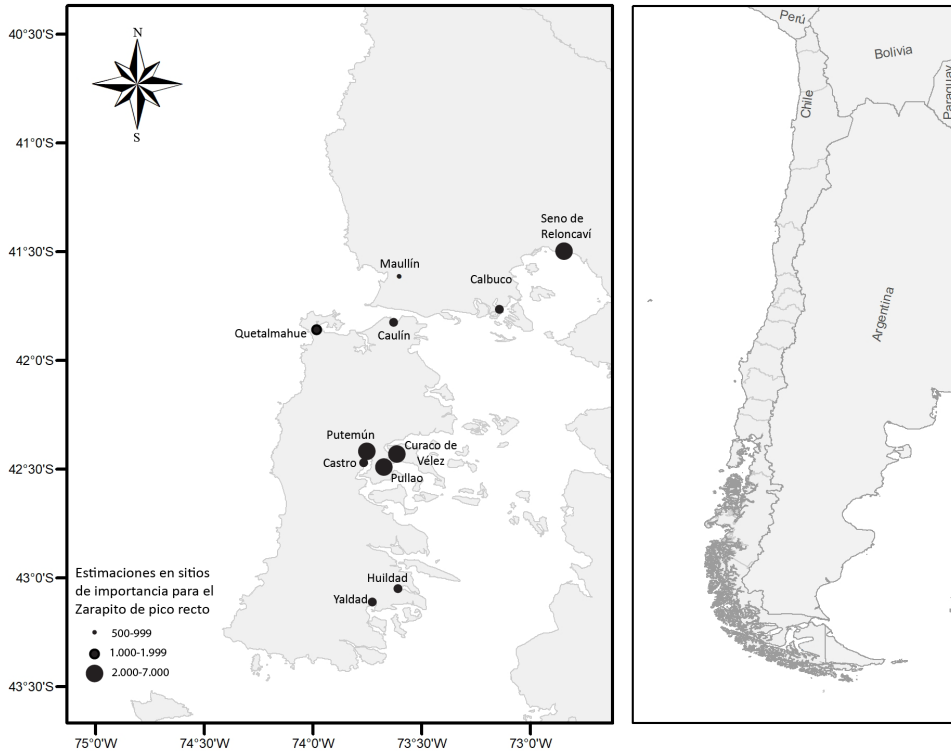 40°30'S
41°0'S
41°30'S
42°0'S
42°30'S
43°0'S
43°30'S
75°0'W
74°30'W
74°0'W
73°30'W
73°0'W
N
S
Seno de
Reloncaví
Maullín
Calbuco
Quetalmahue
Caulín
Putemún
Curaco de
Vélez
Castro
Pullao
Huildad
Yaldad
Estimaciones en sitios
de importancia para el
Zarapito de pico recto
500-999
1.000-1.999
2.000-7.000
Perú
Bolivia
Paraguay
Chile
Argentina